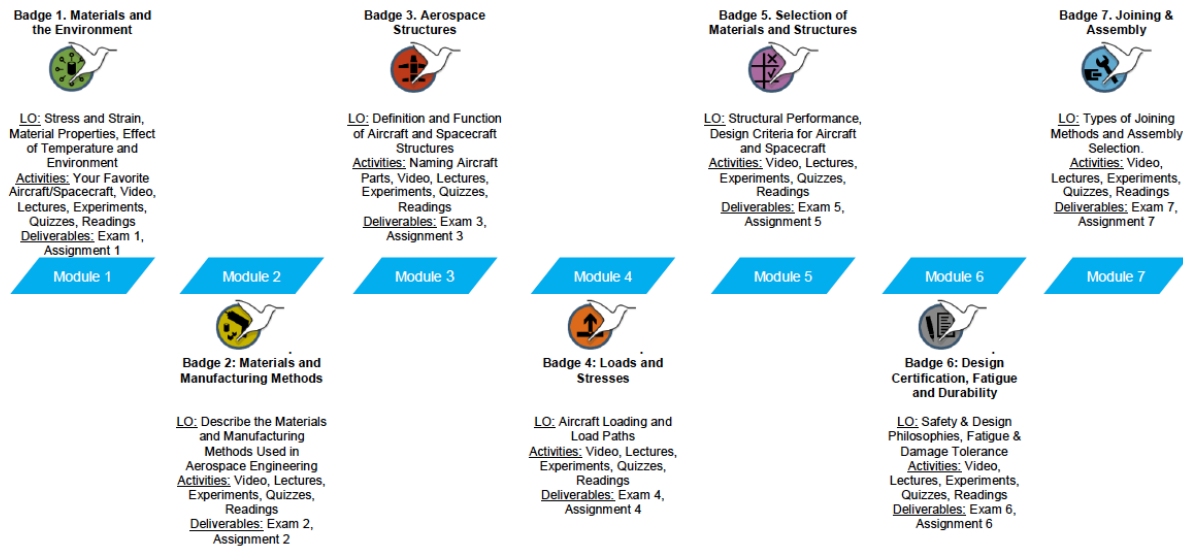 Badge 1. Materials and
the Environment
LO: Stress and Strain,
Material Properties, Effect
of Temperature and
Environment
Activities: Your Favorite
Aircraft/Spacecraft, Video,
Lectures, Experiments,
Quizzes, Readings
Deliverables: Exam 1,
Assignment 1
Badge 3. Aerospace
Structures
LO: Definition and Function
of Aircraft and Spacecraft
Structures
Activities: Naming Aircraft
Parts, Video, Lectures,
Experiments, Quizzes,
Readings
Deliverables: Exam 3,
Assignment 3
Badge 5. Selection of
Materials and Structures
LO: Structural Performance,
Design Criteria for Aircraft
and Spacecraft
Activities: Video, Lectures,
Experiments, Quizzes,
Readings
Deliverables: Exam 5,
Assignment 5
Badge 7. Joining &
Assembly
LO: Types of Joining
Methods and Assembly
Selection.
Activities: Video,
Lectures, Experiments,
Quizzes, Readings
Deliverables: Exam 7,
Assignment 7
Module 1
Module 2
Module 3
Module 4
Module 5
Module 6
Module 7
Badge 2: Materials and
Manufacturing Methods
LO: Describe the Materials
and Manufacturing
Methods Used in
Aerospace Engineering
Activities: Video, Lectures,
Experiments, Quizzes,
Readings
Deliverables: Exam 2,
Assignment 2
Badge 4: Loads and
Stresses
LO: Aircraft Loading and
Load Paths
Activities: Video, Lectures,
Experiments, Quizzes,
Readings
Deliverables: Exam 4,
Assignment 4
Badge 6: Design
Certification, Fatigue
and Durability
LO: Safety & Design
Philosophies, Fatigue &
Damage Tolerance
Activities: Video,
Lectures, Experiments,
Quizzes, Readings
Deliverables: Exam 6,
Assignment 6